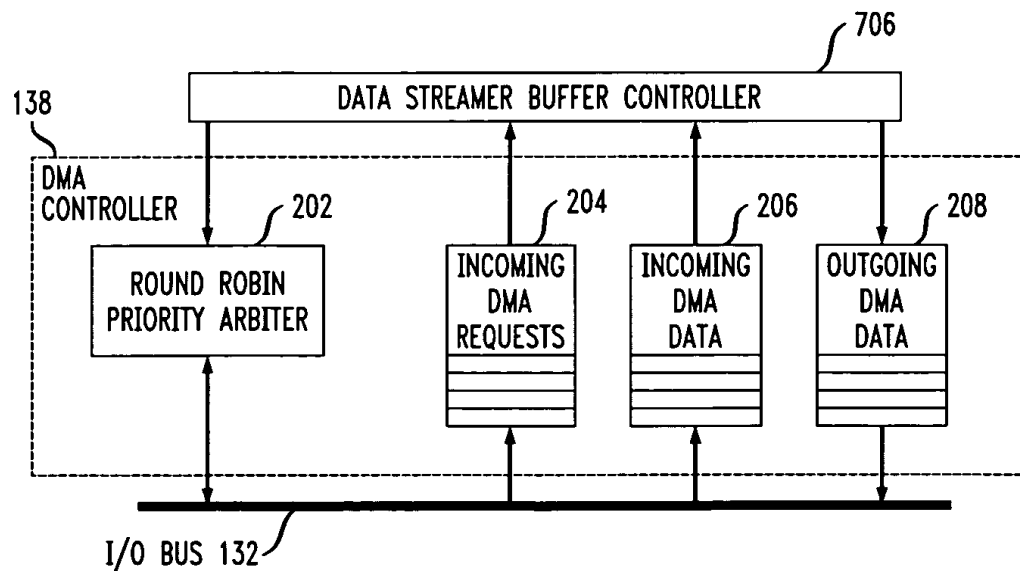 706
DATA STREAMER BUFFER CONTROLLER
138
DMA
CONTROLLER
202
204
206
208
ROUND ROBIN
PRIORITY ARBITER
INCOMING
DMA
REQUESTS
INCOMING
DMA
DATA
OUTGOING
DMA
DATA
I/O BUS 132